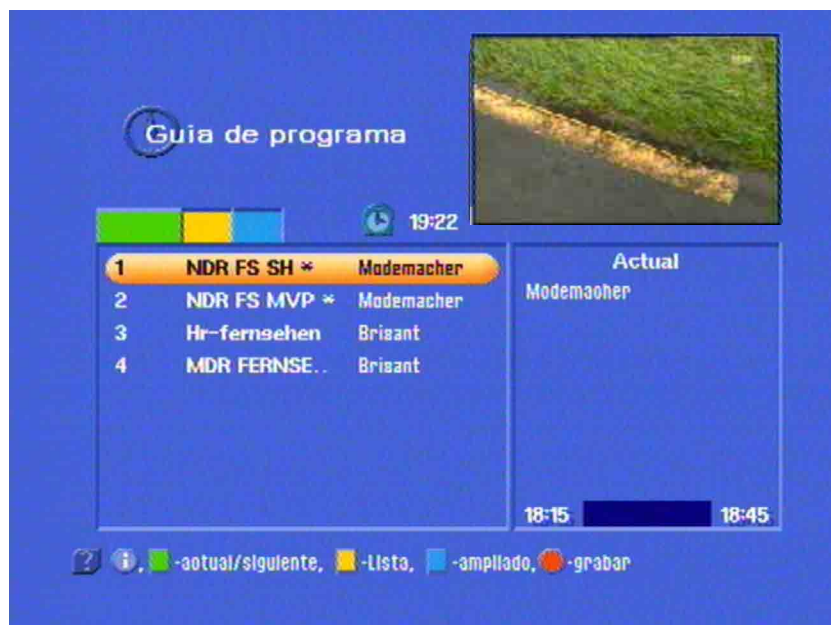 Guia de programa
19:22
1 NDR FS SH * Modemacher
2 NDR FS MVP * Modemacher
3 Hr-fernsehen Brisant
4 MDR FERNSE.. Brisant
Actual
Modemacher
18:15 18:45
? i, -actual/siguiente, -Lista, -ampliado, -grabar